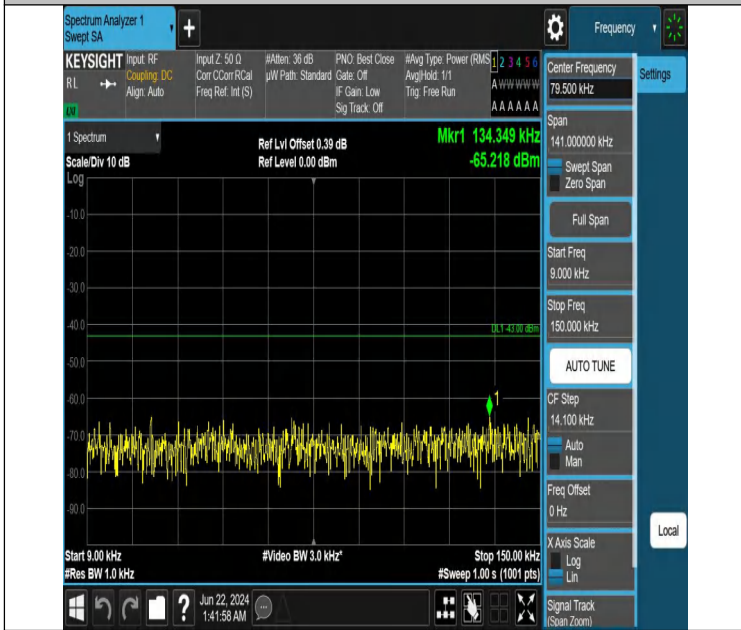 Spectrum Analyzer 1
Swept SA
+
Frequency
KEYSIGHT
RL
Input: RF
Coupling: DC
Align: Auto
Input Z: 50 Ω
Corr CCorr RCal
Freq Ref: Int (S)
#Atten: 36 dB
µW Path: Standard
PNO: Best Close
Gate: Off
IF Gain: Low
Sig Track: Off
#Avg Type: Power (RMS
Avg|Hold: 1/1
Trig: Free Run
1 2 3 4 5 6
A W W W W W
A A A A A A
Settings
1 Spectrum
Scale/Div 10 dB
Log
Ref Lvl Offset 0.39 dB
Ref Level 0.00 dBm
Mkr1 134.349 kHz
-65.218 dBm
-10.0
-20.0
-30.0
-40.0
-50.0
-60.0
-70.0
-80.0
-90.0
DL1 -43.00 dBm
1
Start 9.00 kHz
#Res BW 1.0 kHz
#Video BW 3.0 kHz*
Stop 150.00 kHz
#Sweep 1.00 s (1001 pts)
Center Frequency
79.500 kHz
Span
141.000000 kHz
Swept Span
Zero Span
Full Span
Start Freq
9.000 kHz
Stop Freq
150.000 kHz
AUTO TUNE
CF Step
14.100 kHz
Auto
Man
Freq Offset
0 Hz
X Axis Scale
Log
Lin
Signal Track
(Span Zoom)
Local
?
Jun 22, 2024
1:41:58 AM